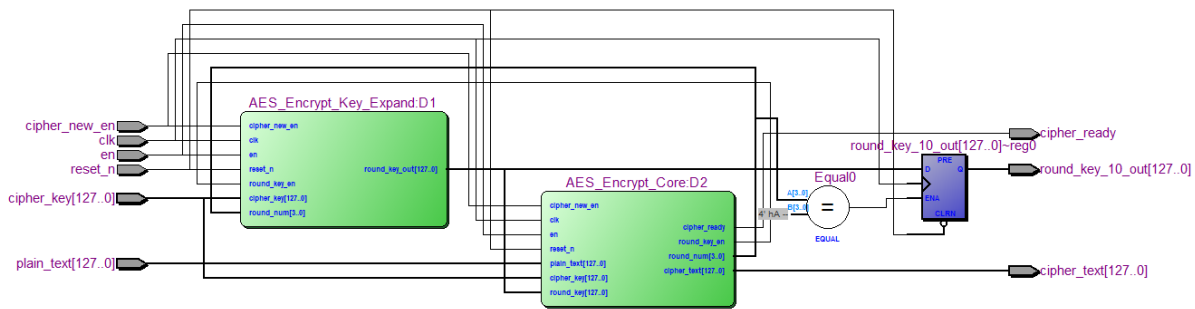 AES_Encrypt_Key_Expand:D1
cipher_new_en
clk
en
reset_n
cipher_key[127..0]
plain_text[127..0]
cipher_new_en
clk
en
reset_n
round_key_en
cipher_key[127..0]
round_num[3..0]
round_key_out[127..0]
AES_Encrypt_Core:D2
cipher_new_en
clk
en
reset_n
plain_text[127..0]
cipher_key[127..0]
round_key[127..0]
cipher_ready
round_key_en
round_num[3..0]
cipher_text[127..0]
Equal0
A[3..0]
B[3..0]
4' hA
=
EQUAL
round_key_10_out[127..0]~reg0
PRE
D
Q
ENA
CLRN
cipher_ready
round_key_10_out[127..0]
cipher_text[127..0]